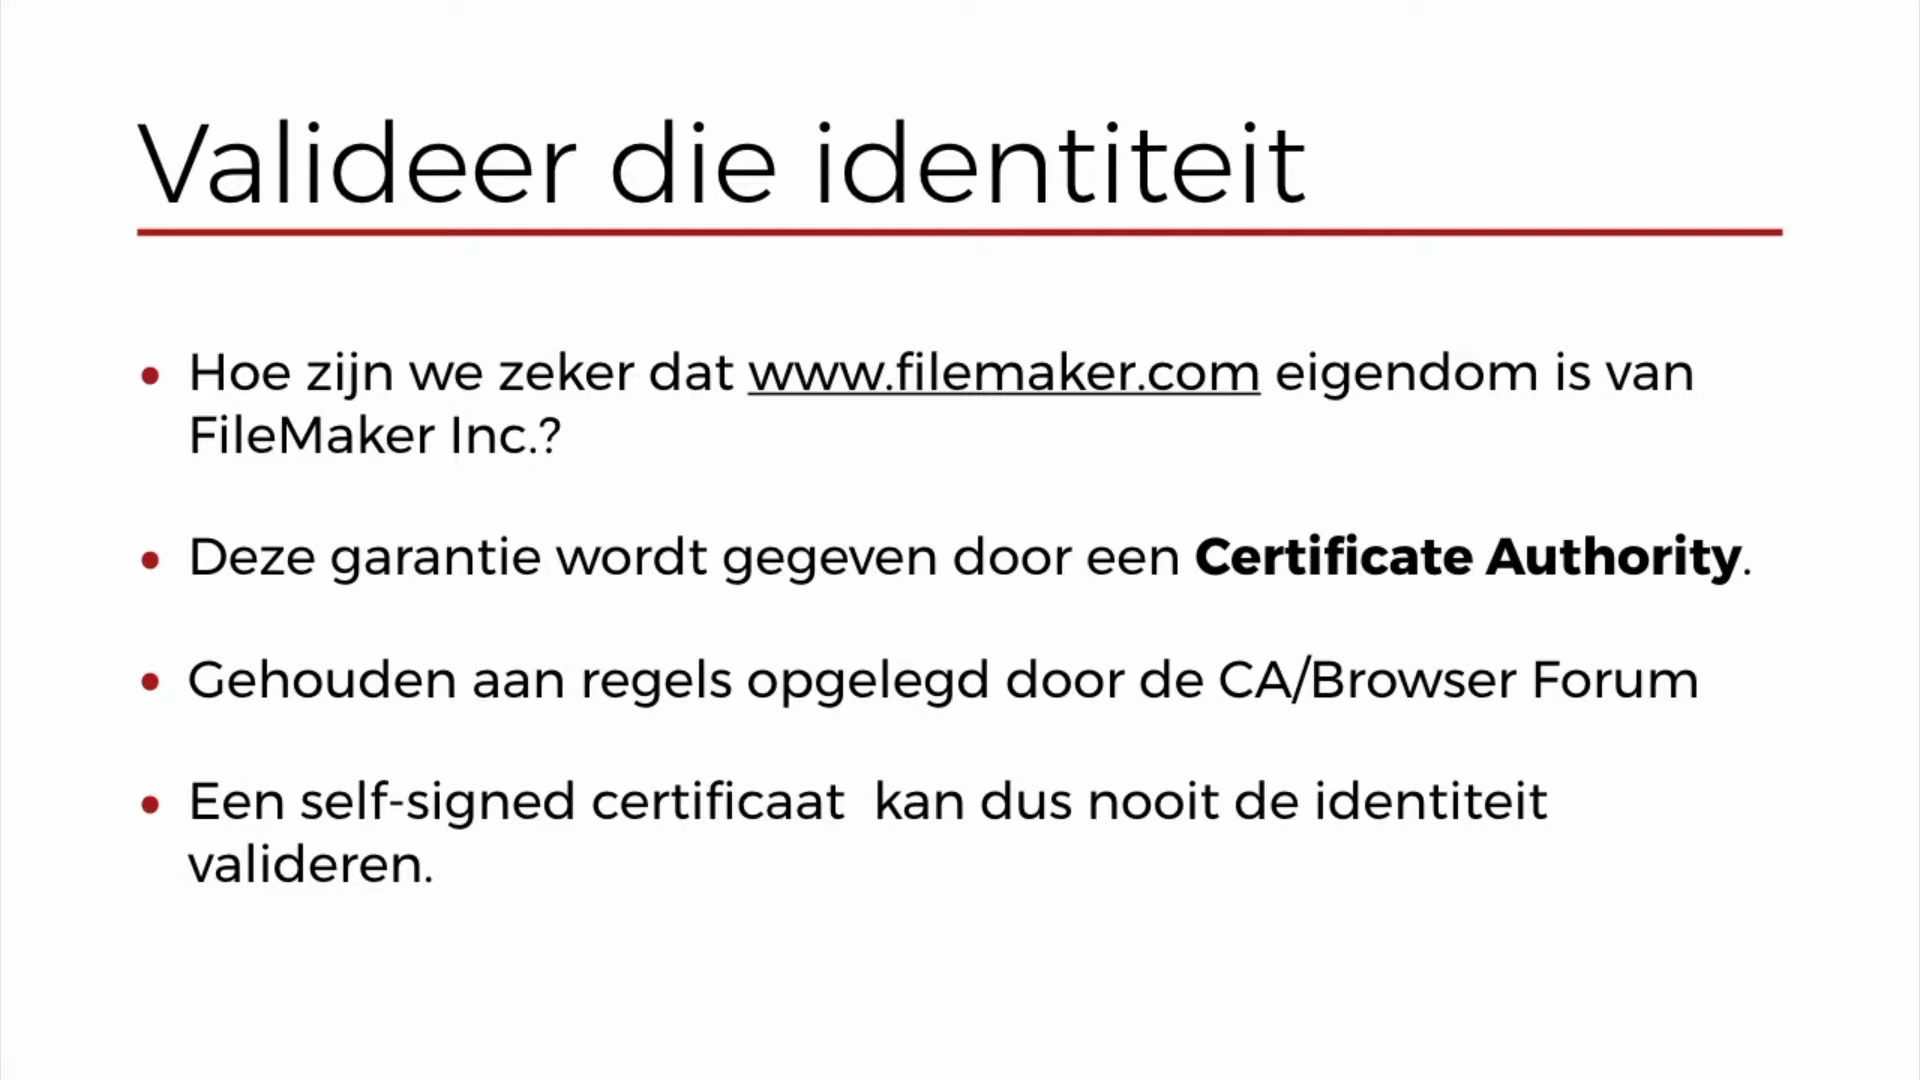 Valideer die identiteit
• Hoe zijn we zeker dat www.filemaker.com eigendom is van
FileMaker Inc.?
• Deze garantie wordt gegeven door een Certificate Authority.
• Gehouden aan regels opgelegd door de CA/Browser Forum
• Een self-signed certificaat  kan dus nooit de identiteit
valideren.